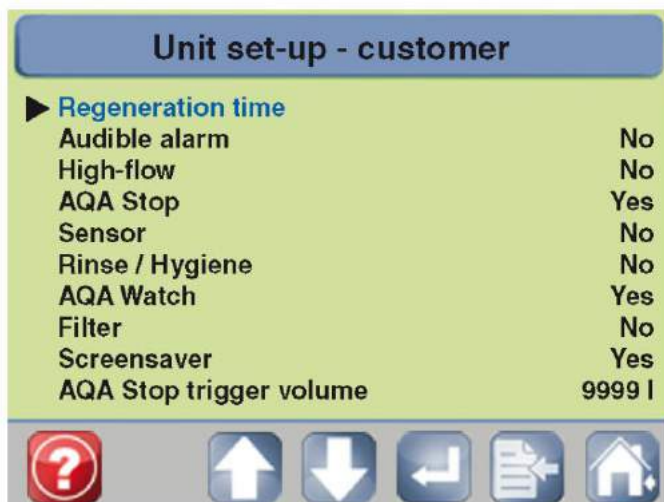 Unit set-up - customer
Regeneration time
Audible alarm No
High-flow No
AQA Stop Yes
Sensor No
Rinse / Hygiene No
AQA Watch Yes
Filter No
Screensaver Yes
AQA Stop trigger volume 9999 l
?